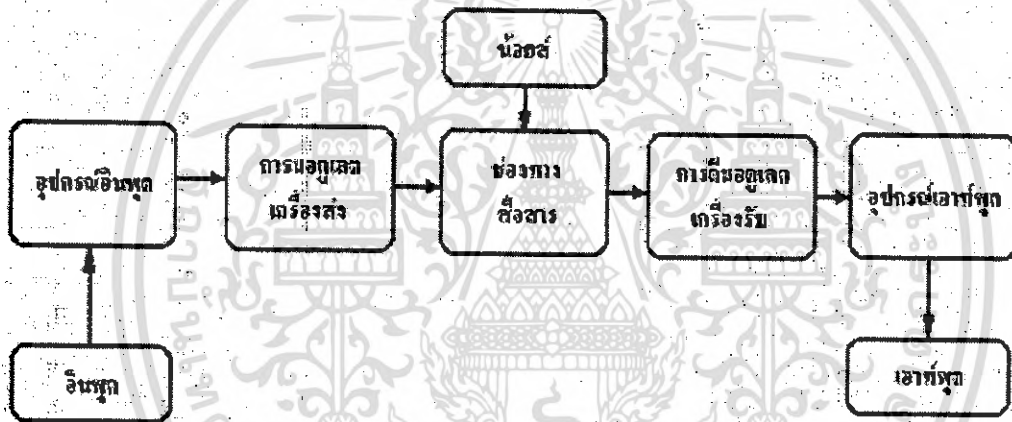 น้อยส์
อุปกรณ์อินพุต
การมอดูเลต
เครื่องส่ง
ช่องทาง
สื่อสาร
การดีมอดูเลต
เครื่องรับ
อุปกรณ์เอาท์พุต
อินพุต
เอาท์พุต